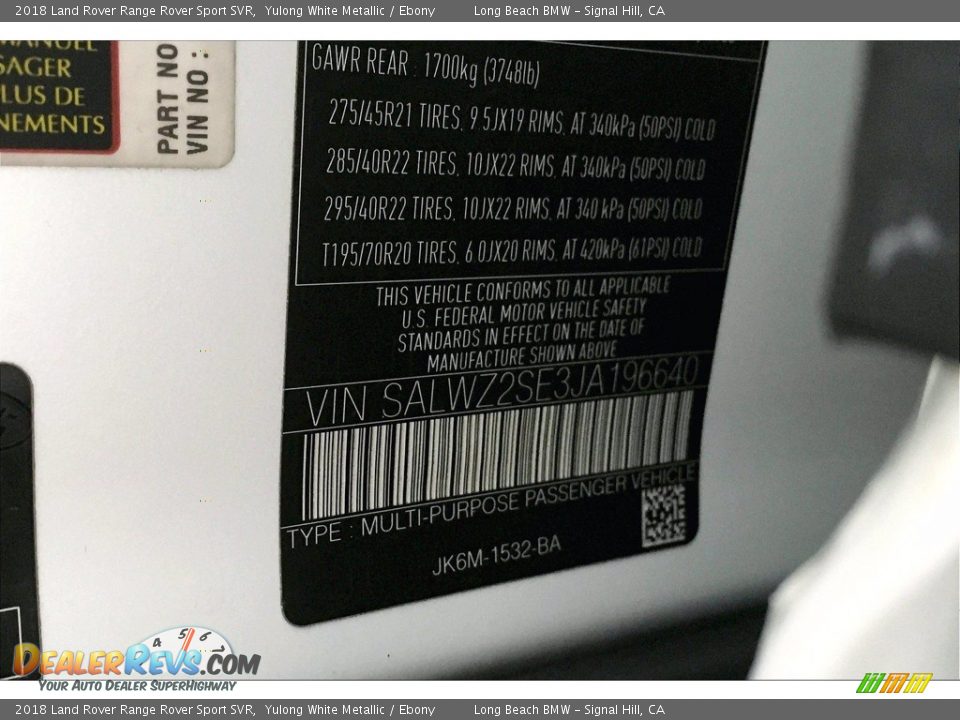 2018 Land Rover Range Rover Sport SVR, Yulong White Metallic / Ebony Long Beach BMW - Signal Hill, CA
MANUEL
SAGER
PLUS DE
NEMENTS
PART NO
VIN NO :
GAWR REAR : 1700kg (3748lb)
275/45R21 TIRES, 9.5JX19 RIMS, AT 340kPa (50PSI) COLD
285/40R22 TIRES, 10JX22 RIMS, AT 340kPa (50PSI) COLD
295/40R22 TIRES, 10JX22 RIMS, AT 340 kPa (50PSI) COLD
T195/70R20 TIRES, 6.0JX20 RIMS, AT 420kPa (61PSI) COLD
THIS VEHICLE CONFORMS TO ALL APPLICABLE
U.S. FEDERAL MOTOR VEHICLE SAFETY
STANDARDS IN EFFECT ON THE DATE OF
MANUFACTURE SHOWN ABOVE
VIN SALWZ2SE3JA196640
TYPE : MULTI-PURPOSE PASSENGER VEHICLE
JK6M-1532-BA
4 5 6 7
DealerRevs.com
Your Auto Dealer SuperHighway
2018 Land Rover Range Rover Sport SVR, Yulong White Metallic / Ebony Long Beach BMW - Signal Hill, CA